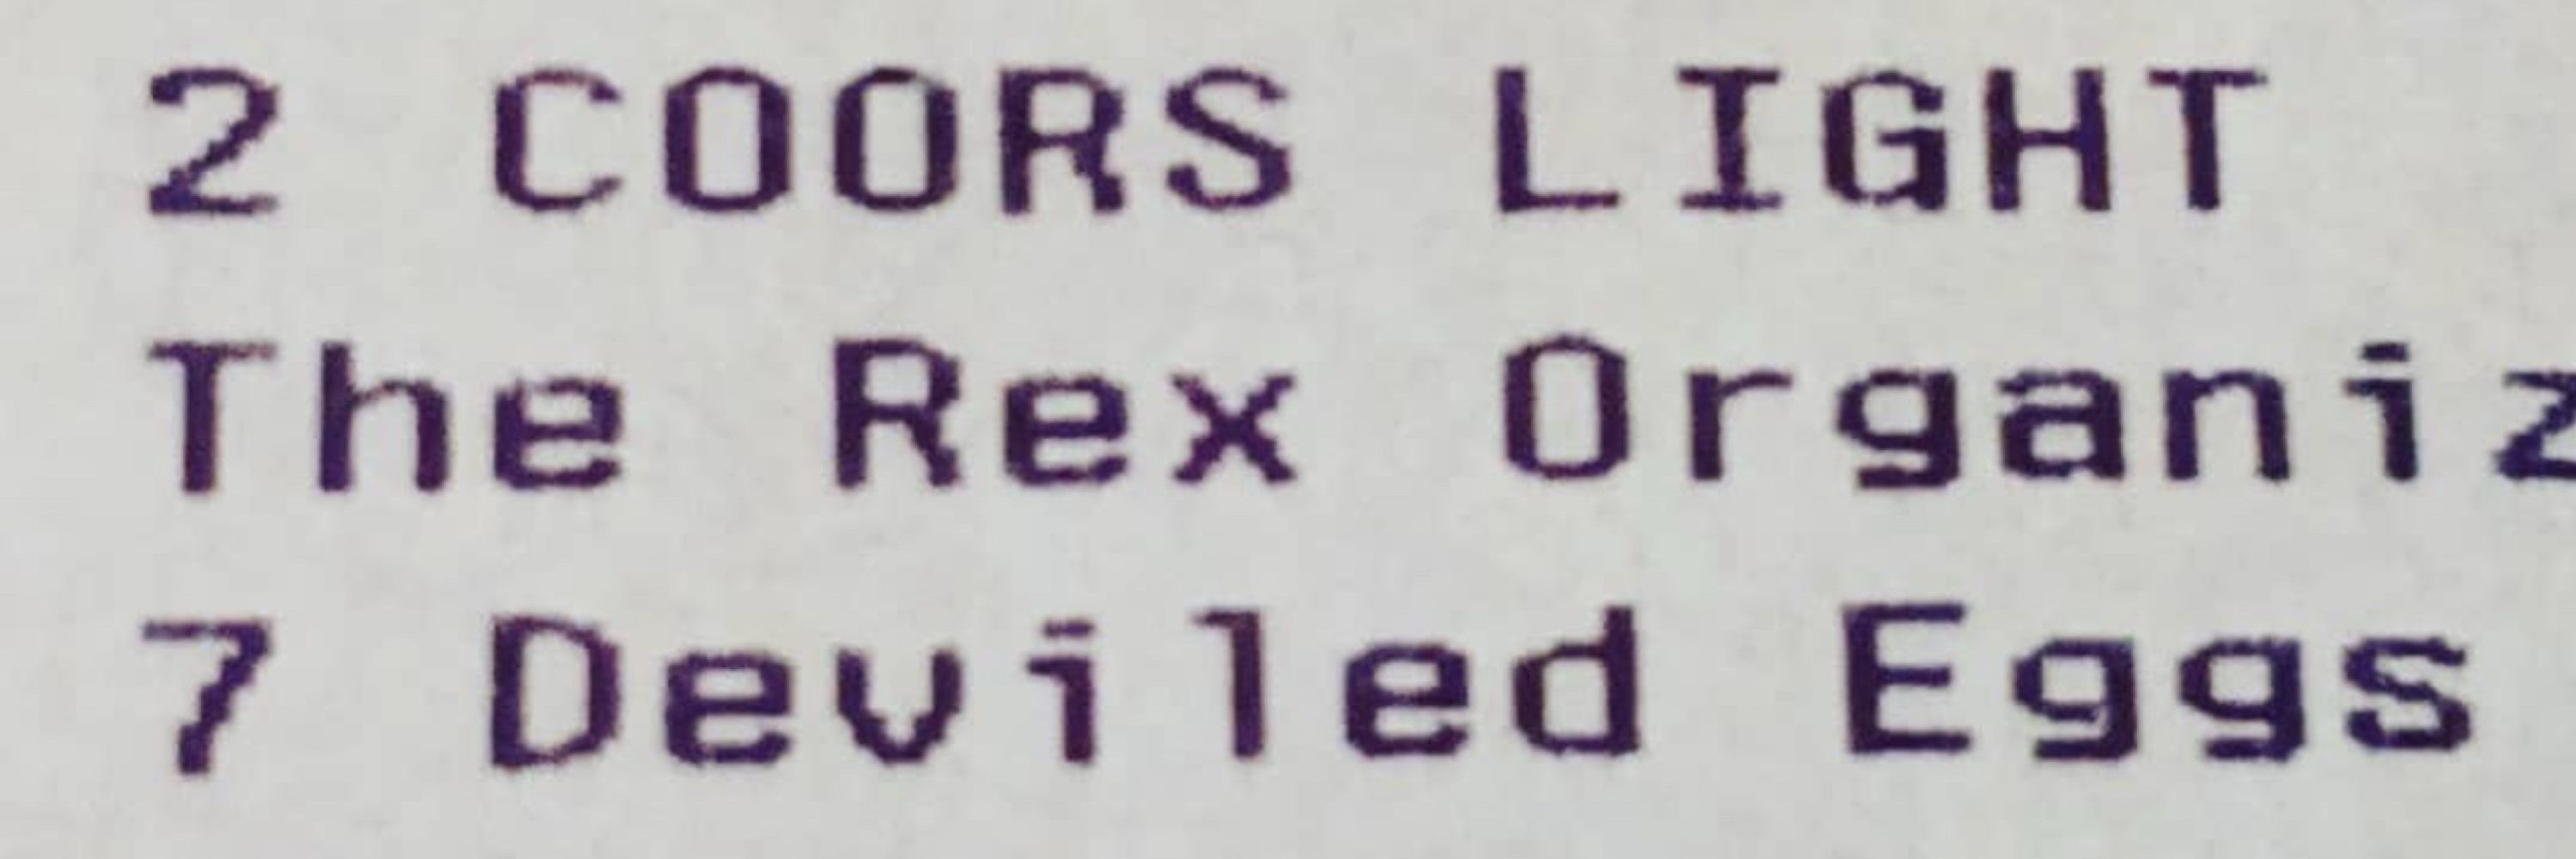 2 COORS LIGHT
The Rex Organiz
7 Deviled Eggs